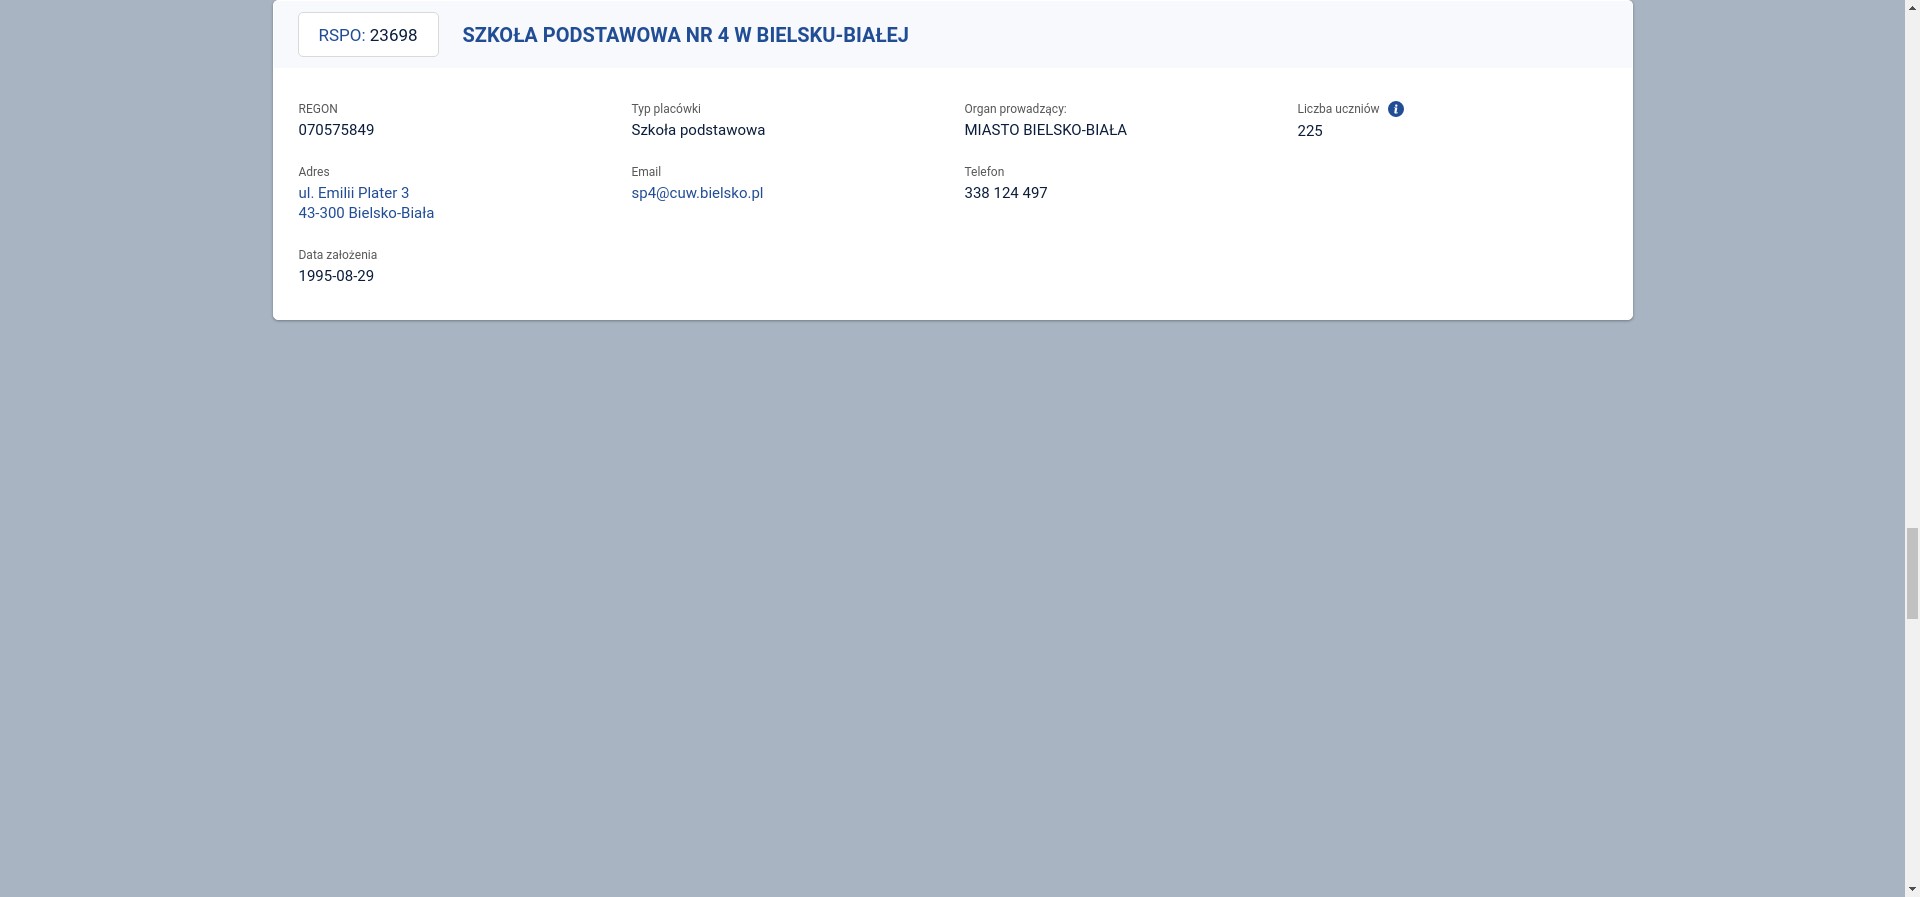 RSPO: 23698
SZKOŁA PODSTAWOWA NR 4 W BIELSKU-BIAŁEJ
REGON
070575849
Typ placówki
Szkoła podstawowa
Organ prowadzący:
MIASTO BIELSKO-BIAŁA
Liczba uczniów
225
Adres
ul. Emilii Plater 3
43-300 Bielsko-Biała
Email
sp4@cuw.bielsko.pl
Telefon
338 124 497
Data założenia
1995-08-29